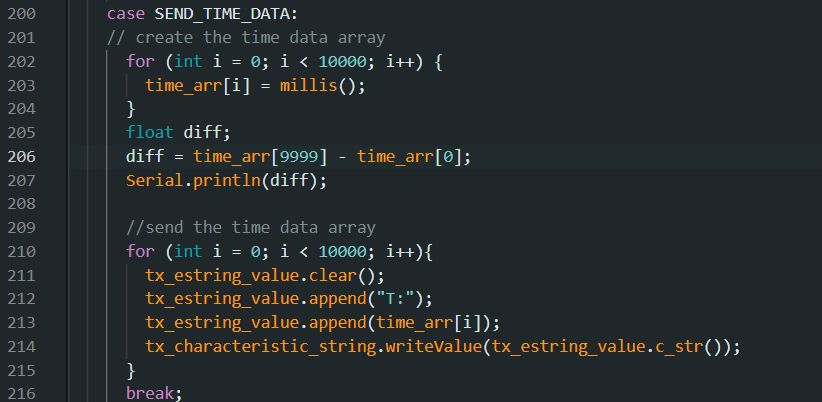 200 case SEND_TIME_DATA:
201 // create the time data array
202 for (int i = 0; i < 10000; i++) {
203 time_arr[i] = millis();
204 }
205 float diff;
206 diff = time_arr[9999] - time_arr[0];
207 Serial.println(diff);
208
209 //send the time data array
210 for (int i = 0; i < 10000; i++){
211 tx_estring_value.clear();
212 tx_estring_value.append("T:");
213 tx_estring_value.append(time_arr[i]);
214 tx_characteristic_string.writeValue(tx_estring_value.c_str());
215 }
216 break;